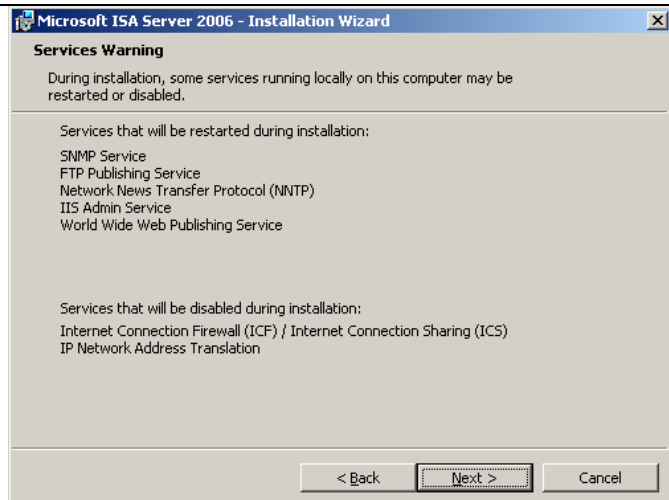 Microsoft ISA Server 2006 - Installation Wizard
Services Warning
During installation, some services running locally on this computer may be
restarted or disabled.
Services that will be restarted during installation:
SNMP Service
FTP Publishing Service
Network News Transfer Protocol (NNTP)
IIS Admin Service
World Wide Web Publishing Service
Services that will be disabled during installation:
Internet Connection Firewall (ICF) / Internet Connection Sharing (ICS)
IP Network Address Translation
< Back Next > Cancel